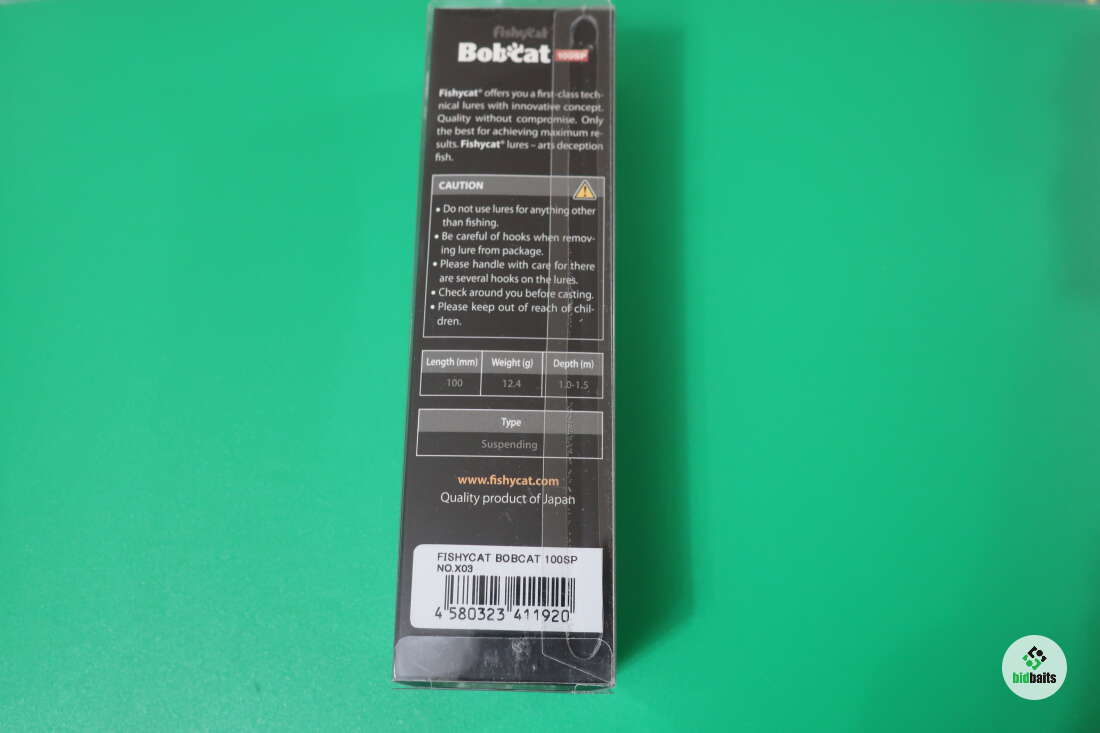 Fishycat
Bobcat 100SP
Fishycat® offers you a first-class tech-
nical lures with innovative concept.
Quality without compromise. Only
the best for achieving maximum re-
sults. Fishycat® lures – arts deception
fish.
CAUTION
• Do not use lures for anything other
than fishing.
• Be careful of hooks when remov-
ing lure from package.
• Please handle with care for there
are several hooks on the lures.
• Check around you before casting.
• Please keep out of reach of chil-
dren.
Length (mm) Weight (g) Depth (m)
100 12.4 1.0-1.5
Type
Suspending
www.fishycat.com
Quality product of Japan
FISHYCAT BOBCAT 100SP
NO.X03
4 580323 411920
bidbaits